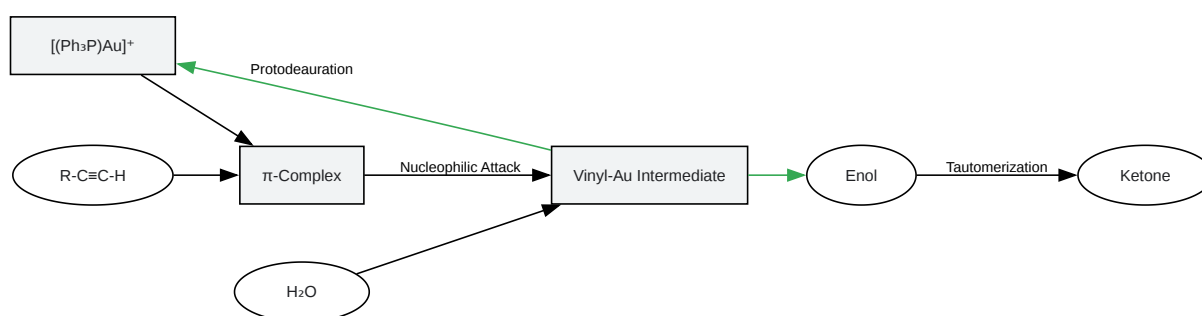 [(Ph₃P)Au]⁺
Protodeauration
R-C≡C-H
π-Complex
Nucleophilic Attack
Vinyl-Au Intermediate
Enol
Tautomerization
Ketone
H₂O